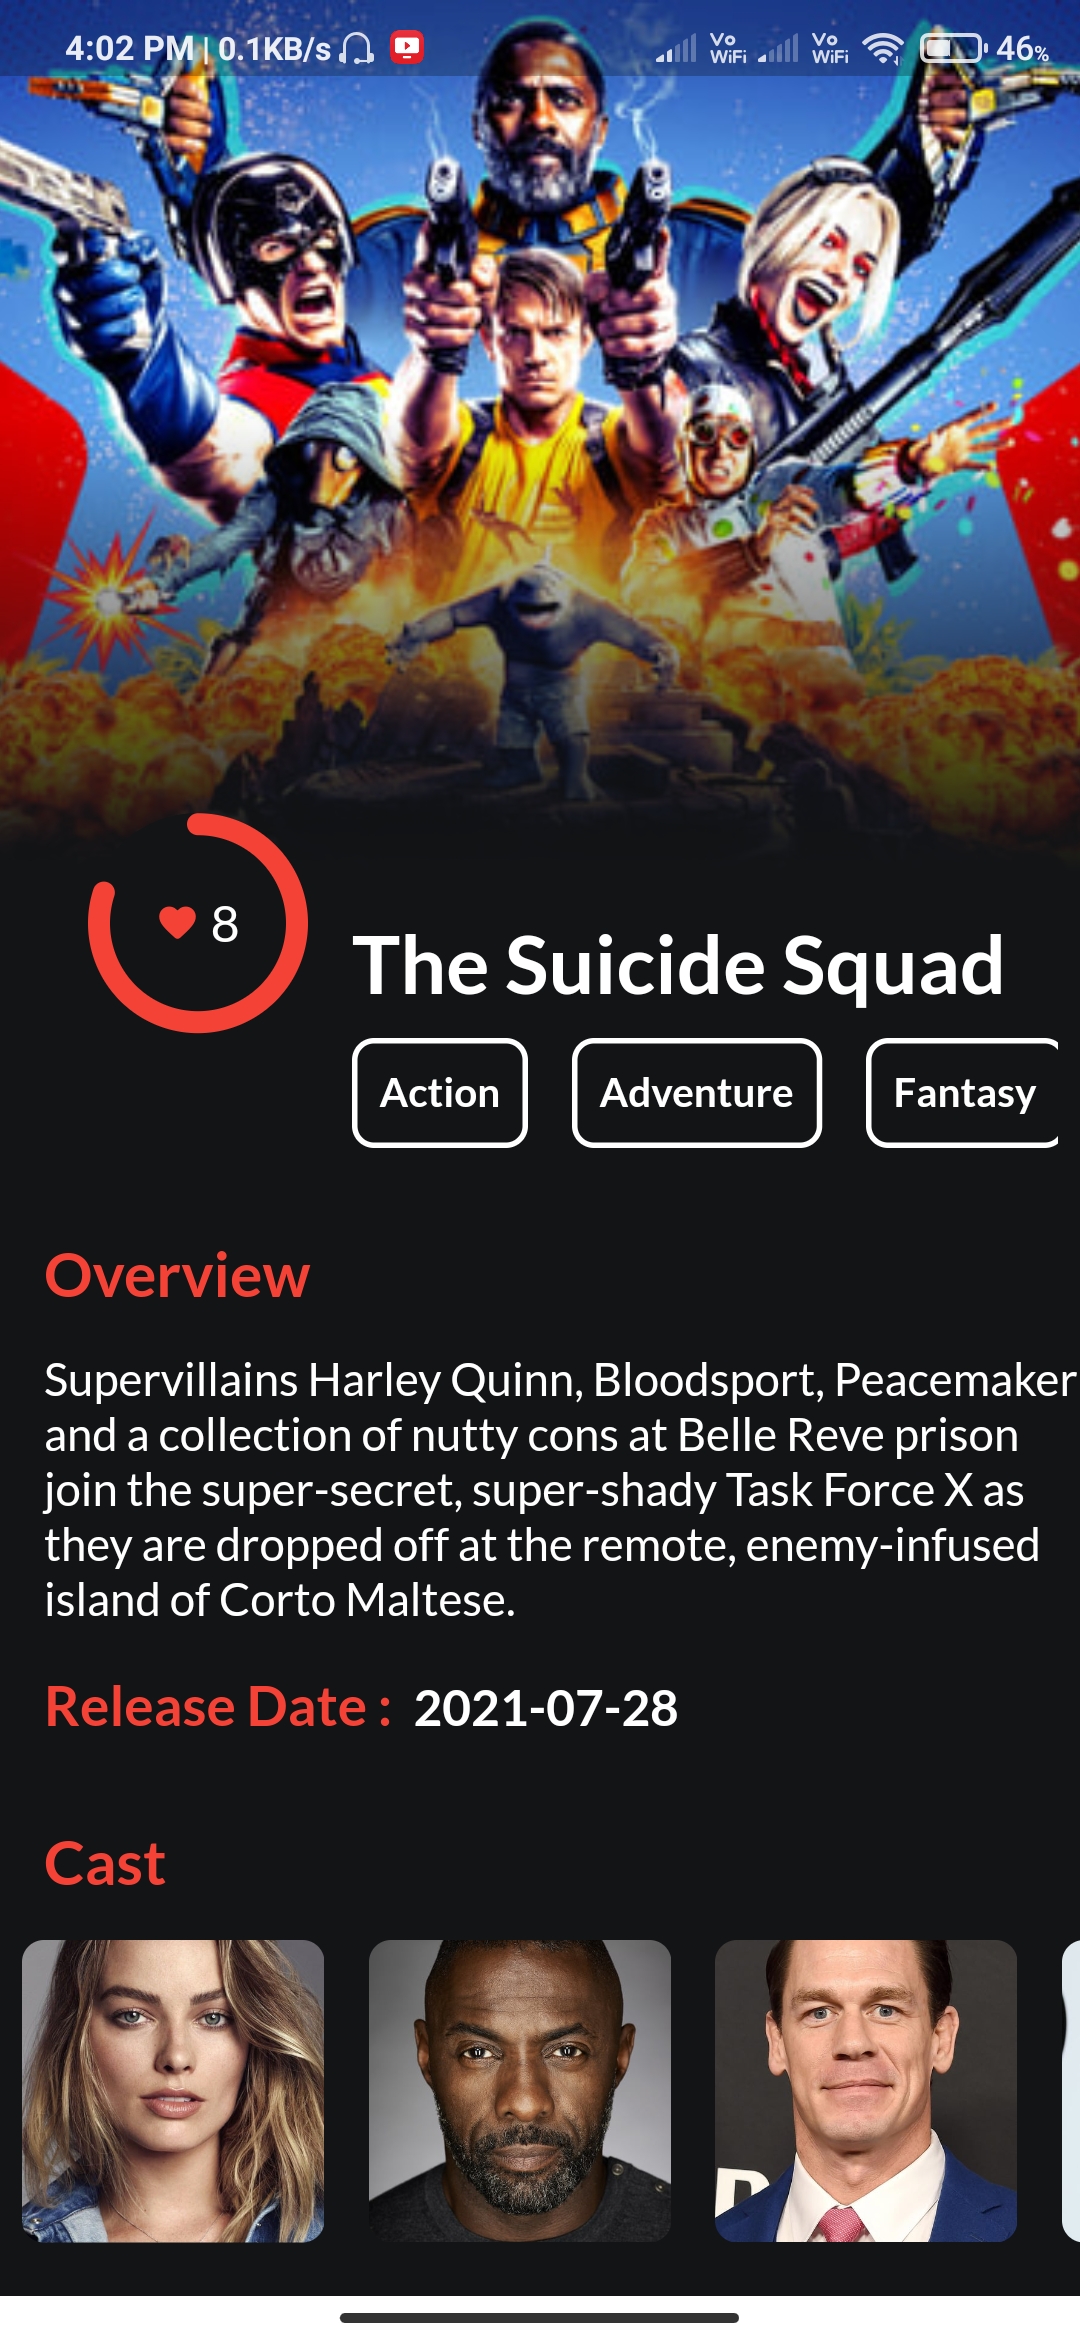 4:02 PM | 0.1KB/s Vo WiFi Vo WiFi 46%
8
The Suicide Squad
Action Adventure Fantasy
Overview
Supervillains Harley Quinn, Bloodsport, Peacemaker
and a collection of nutty cons at Belle Reve prison
join the super-secret, super-shady Task Force X as
they are dropped off at the remote, enemy-infused
island of Corto Maltese.
Release Date : 2021-07-28
Cast